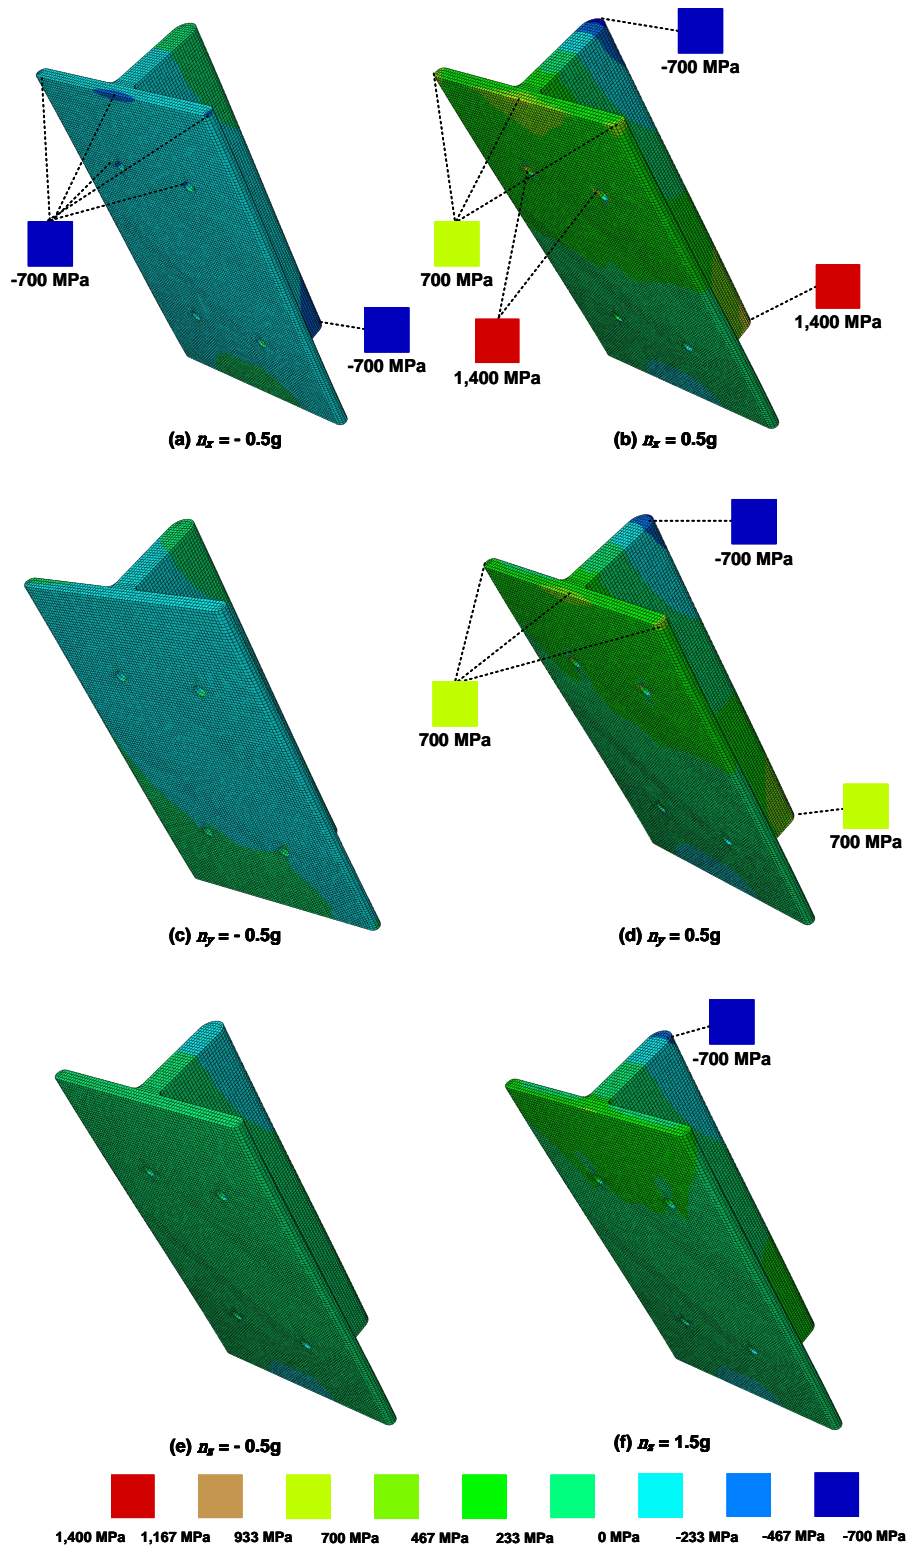 -700 MPa
-700 MPa
700 MPa
-700 MPa
1,400 MPa
-700 MPa
1,400 MPa
(a) nx = - 0.5g
(b) nx = 0.5g
-700 MPa
700 MPa
700 MPa
(c) ny = - 0.5g
(d) ny = 0.5g
-700 MPa
(e) nz = - 0.5g
(f) nz = 1.5g
1,400 MPa 1,167 MPa 933 MPa 700 MPa 467 MPa 233 MPa 0 MPa -233 MPa -467 MPa -700 MPa